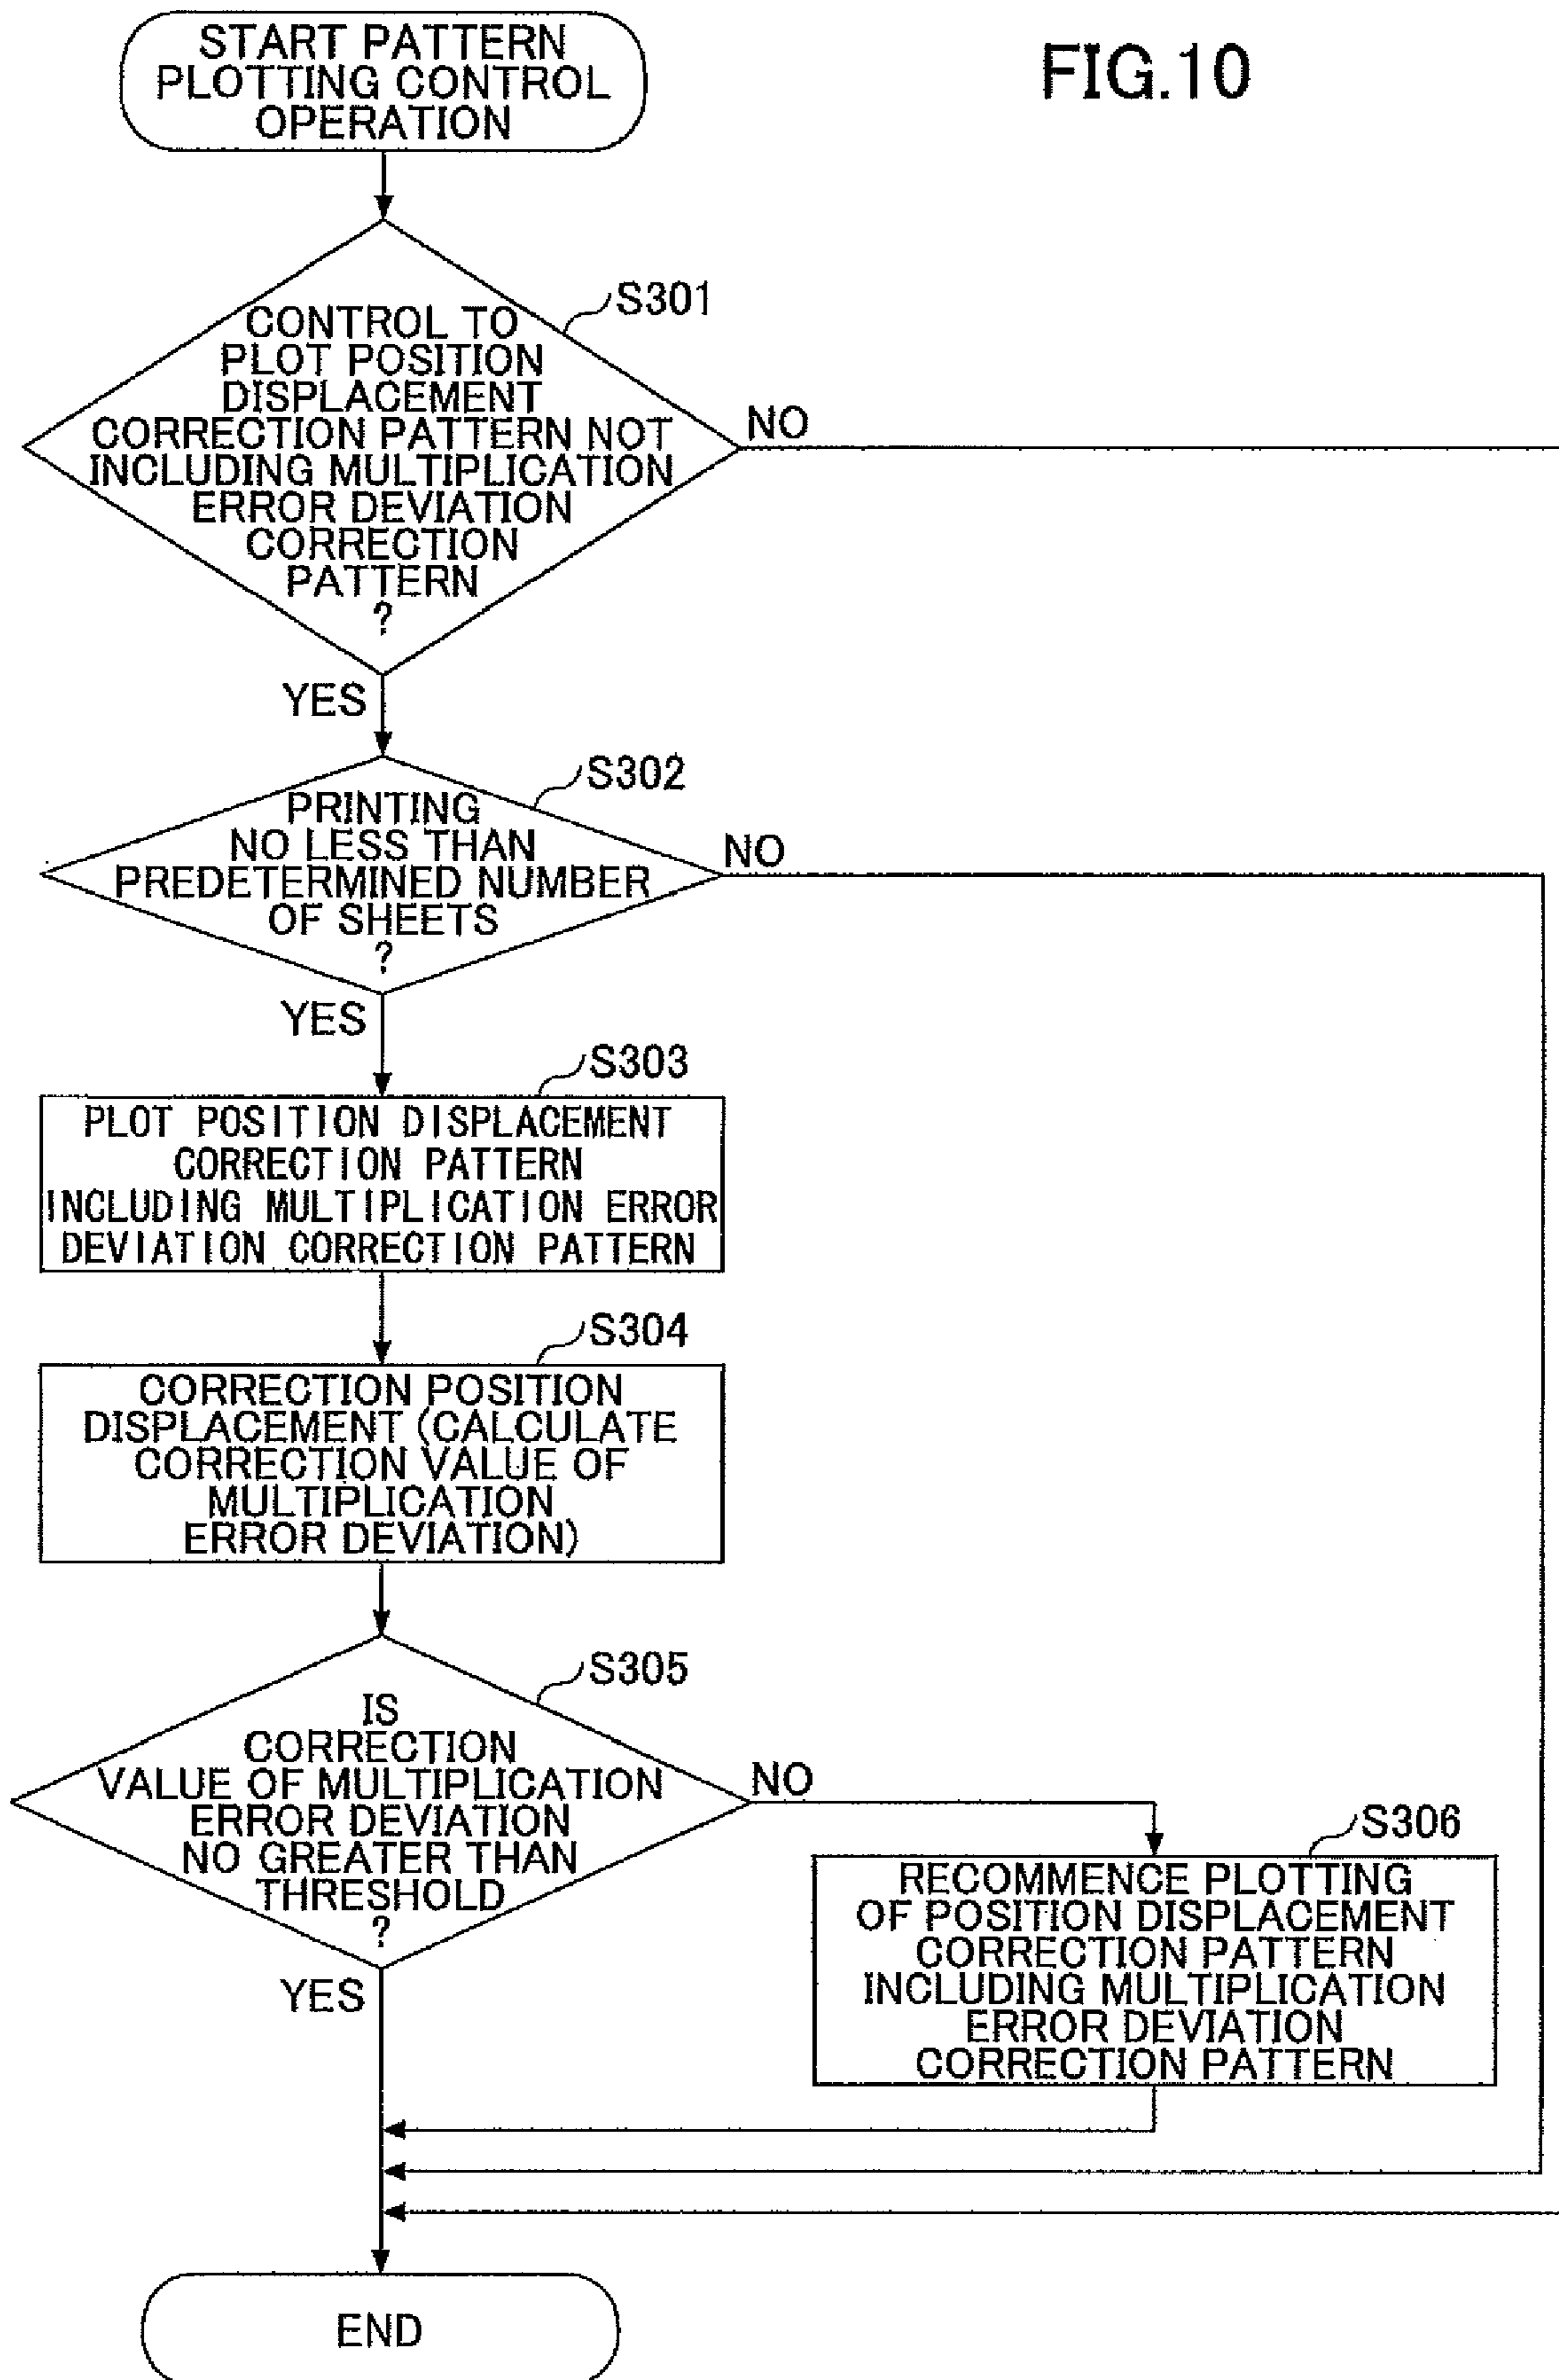 START PATTERN
PLOTTING CONTROL
OPERATION
FIG.10
S301
CONTROL TO
PLOT POSITION
DISPLACEMENT
CORRECTION PATTERN NOT
INCLUDING MULTIPLICATION
ERROR DEVIATION
CORRECTION
PATTERN
?
NO
YES
S302
PRINTING
NO LESS THAN
PREDETERMINED NUMBER
OF SHEETS
?
NO
YES
S303
PLOT POSITION DISPLACEMENT
CORRECTION PATTERN
INCLUDING MULTIPLICATION ERROR
DEVIATION CORRECTION PATTERN
S304
CORRECTION POSITION
DISPLACEMENT (CALCULATE
CORRECTION VALUE OF
MULTIPLICATION
ERROR DEVIATION)
S305
IS
CORRECTION
VALUE OF MULTIPLICATION
ERROR DEVIATION
NO GREATER THAN
THRESHOLD
?
NO
YES
S306
RECOMMENCE PLOTTING
OF POSITION DISPLACEMENT
CORRECTION PATTERN
INCLUDING MULTIPLICATION
ERROR DEVIATION
CORRECTION PATTERN
END